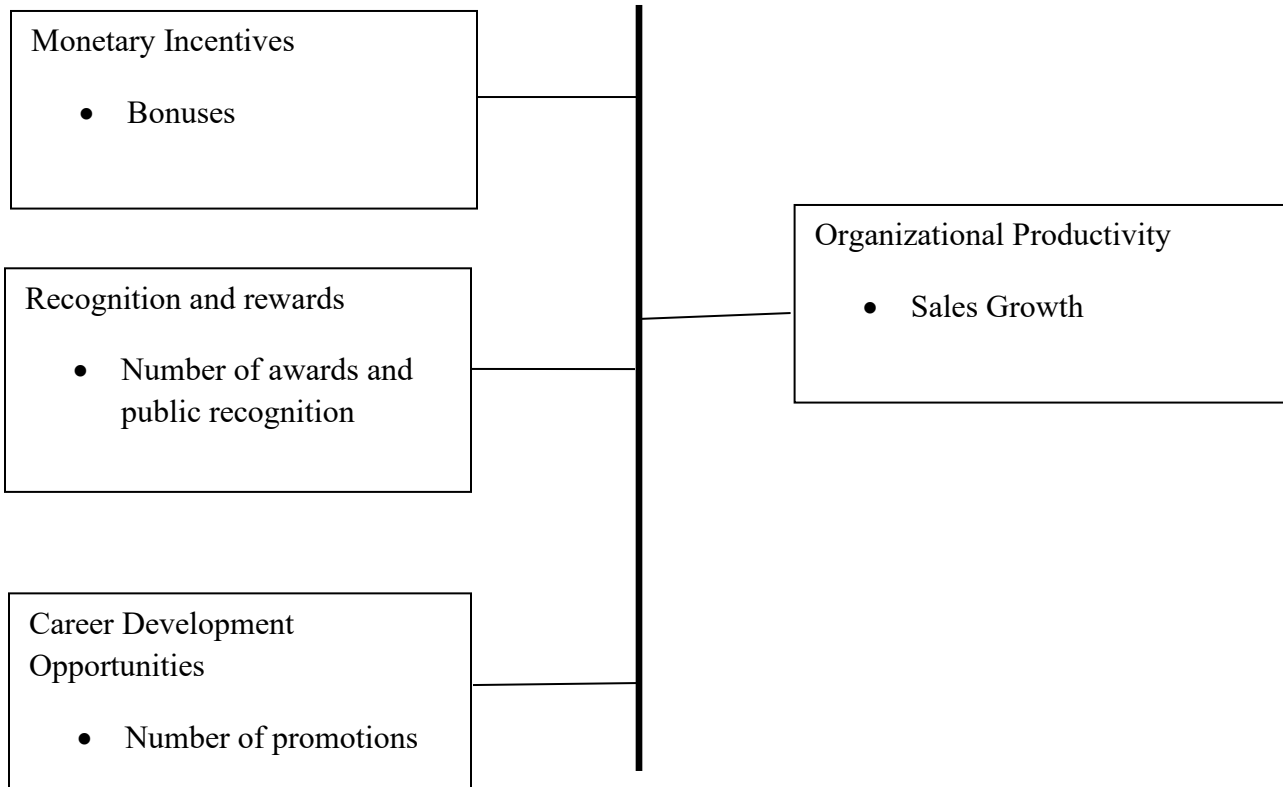 Monetary Incentives
• Bonuses
Recognition and rewards
• Number of awards and
public recognition
Career Development
Opportunities
• Number of promotions
Organizational Productivity
• Sales Growth